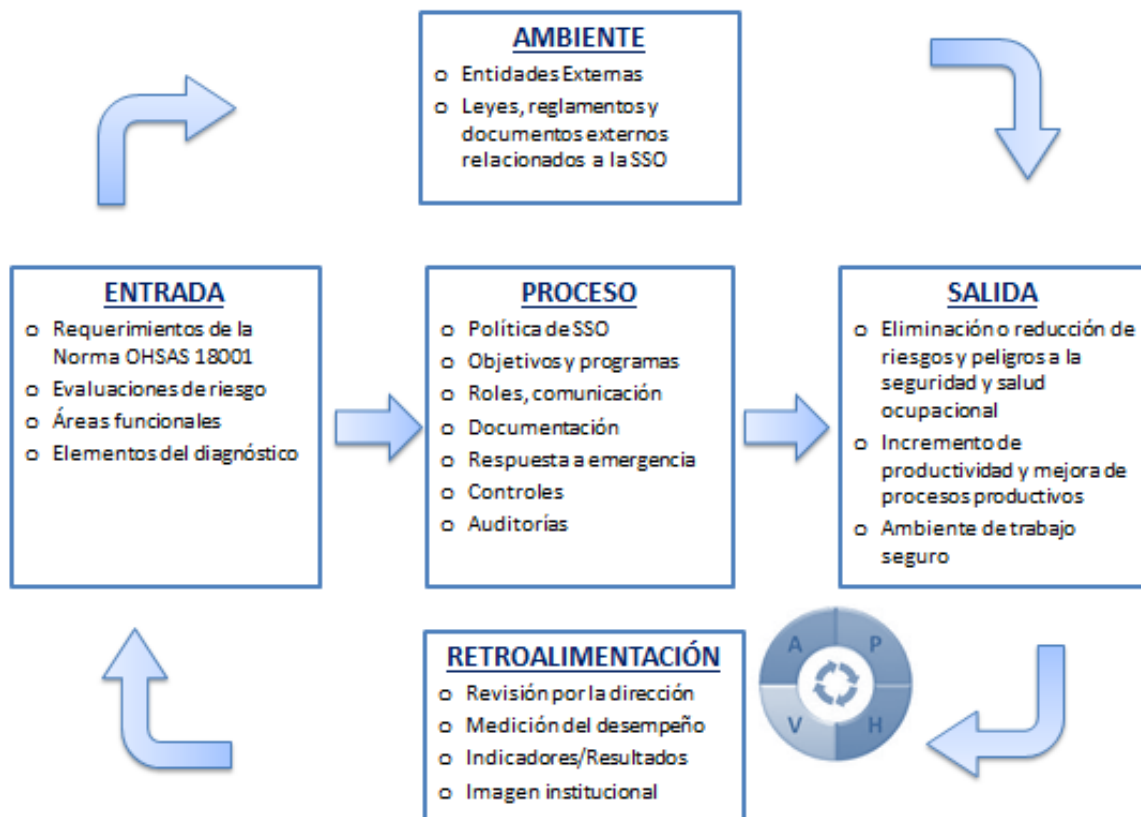 AMBIENTE
o Entidades Externas
o Leyes, reglamentos y
documentos externos
relacionados a la SSO
ENTRADA
o Requerimientos de la
Norma OHSAS 18001
o Evaluaciones de riesgo
o Áreas funcionales
o Elementos del diagnóstico
PROCESO
o Política de SSO
o Objetivos y programas
o Roles, comunicación
o Documentación
o Respuesta a emergencia
o Controles
o Auditorías
SALIDA
o Eliminación o reducción de
riesgos y peligros a la
seguridad y salud
ocupacional
o Incremento de
productividad y mejora de
procesos productivos
o Ambiente de trabajo
seguro
RETROALIMENTACIÓN
o Revisión por la dirección
o Medición del desempeño
o Indicadores/Resultados
o Imagen institucional
A P
V H